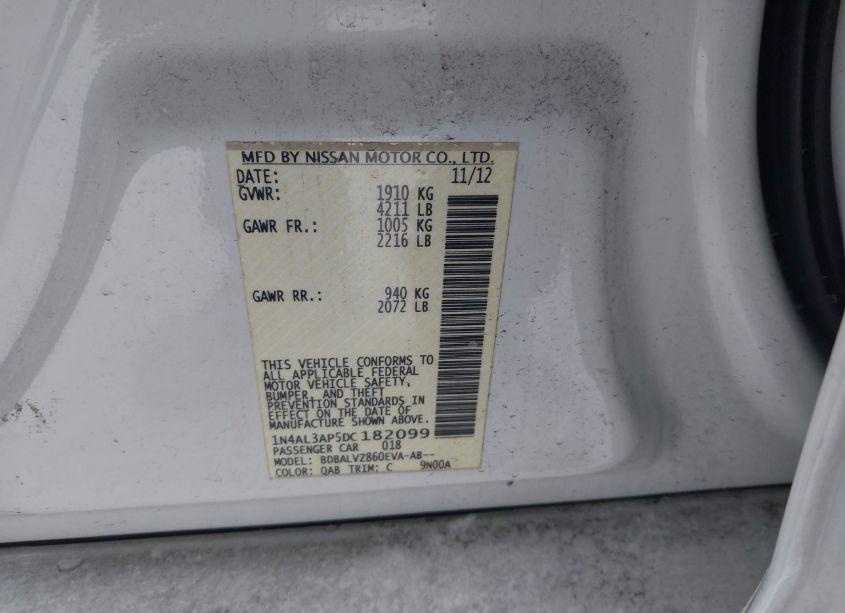 MFD BY NISSAN MOTOR CO., LTD.
DATE: 11/12
GVWR: 1910 KG
4211 LB
GAWR FR.: 1005 KG
2216 LB
GAWR RR.: 940 KG
2072 LB
THIS VEHICLE CONFORMS TO
ALL APPLICABLE FEDERAL
MOTOR VEHICLE SAFETY,
BUMPER, AND THEFT
PREVENTION STANDARDS IN
EFFECT ON THE DATE OF
MANUFACTURE SHOWN ABOVE.
1N4AL3AP5DC182099
PASSENGER CAR 018
MODEL: BDBALVZ860EVA-AB--
COLOR: QAB TRIM: C 9N00A